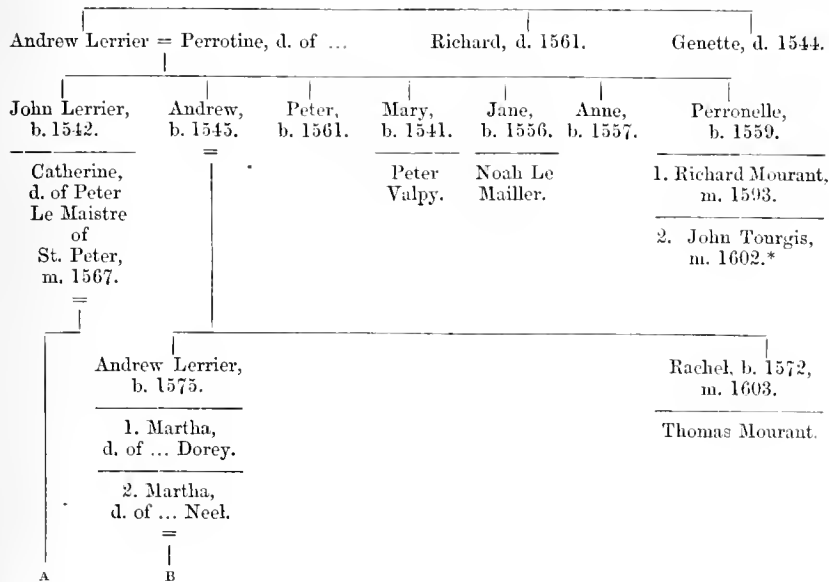 Andrew Lerrier = Perrotine, d. of ... Richard, d. 1561. Genette, d. 1544.
John Lerrier, b. 1542.
Andrew, b. 1545.
=
Peter, b. 1561.
Mary, b. 1541.
Jane, b. 1556.
Anne, b. 1557.
Perronelle, b. 1559.
Catherine,
d. of Peter
Le Maistre
of
St. Peter,
m. 1567.
=
Peter
Valpy.
Noah Le
Mailler.
1. Richard Mourant,
m. 1593.
2. John Tourgis,
m. 1602.*
Andrew Lerrier,
b. 1575.
1. Martha,
d. of ... Dorey.
2. Martha,
d. of ... Neel.
=
Rachel, b. 1572,
m. 1603.
Thomas Mourant.
A B